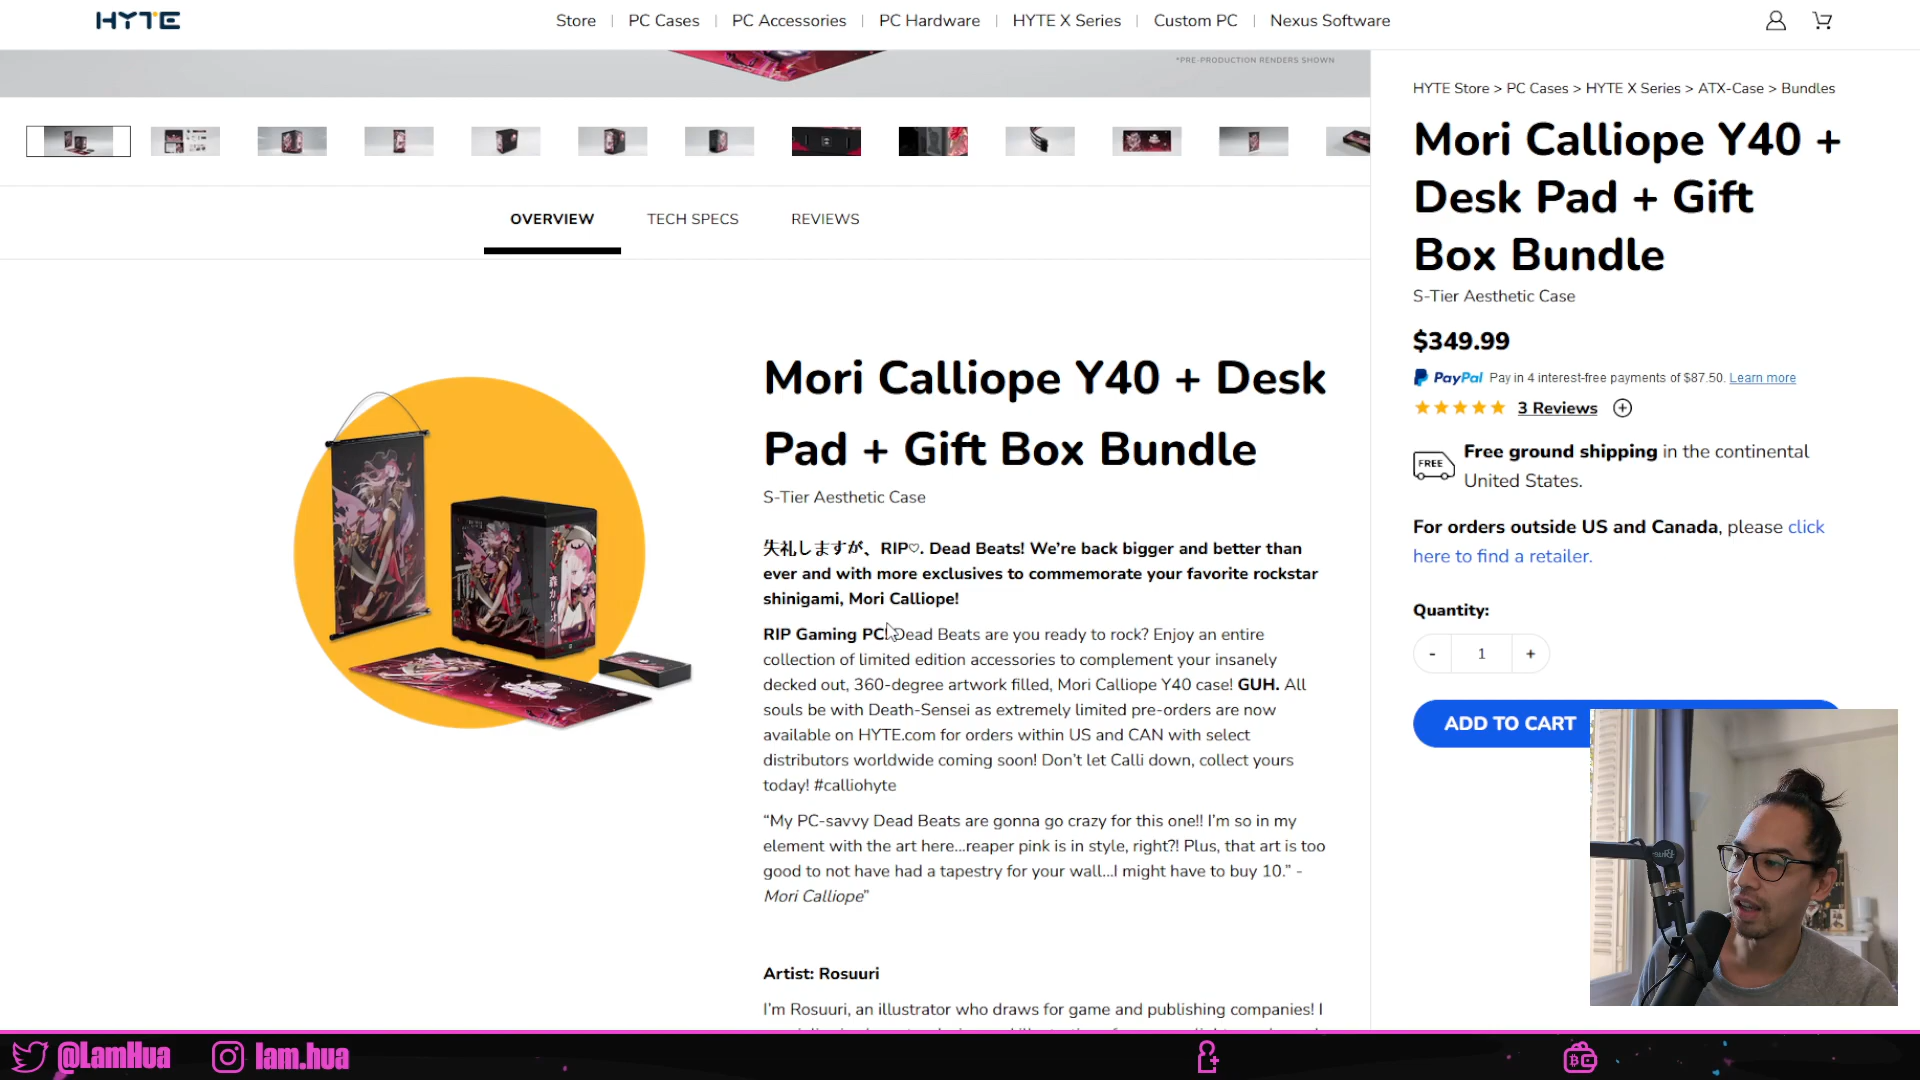 HYTE
Store | PC Cases | PC Accessories | PC Hardware | HYTE X Series | Custom PC | Nexus Software
*PRE-PRODUCTION RENDERS SHOWN
OVERVIEW TECH SPECS REVIEWS
Mori Calliope Y40 + Desk
Pad + Gift Box Bundle
S-Tier Aesthetic Case
失礼しますが、RIP♡. Dead Beats! We’re back bigger and better than
ever and with more exclusives to commemorate your favorite rockstar
shinigami, Mori Calliope!
RIP Gaming PC! Dead Beats are you ready to rock? Enjoy an entire
collection of limited edition accessories to complement your insanely
decked out, 360-degree artwork filled, Mori Calliope Y40 case! GUH. All
souls be with Death-Sensei as extremely limited pre-orders are now
available on HYTE.com for orders within US and CAN with select
distributors worldwide coming soon! Don’t let Calli down, collect yours
today! #calliohyte
“My PC-savvy Dead Beats are gonna go crazy for this one!! I’m so in my
element with the art here...reaper pink is in style, right?! Plus, that art is too
good to not have had a tapestry for your wall...I might have to buy 10.” -
Mori Calliope”
Artist: Rosuuri
I’m Rosuuri, an illustrator who draws for game and publishing companies! I
HYTE Store > PC Cases > HYTE X Series > ATX-Case > Bundles
Mori Calliope Y40 +
Desk Pad + Gift
Box Bundle
S-Tier Aesthetic Case
$349.99
PayPal Pay in 4 interest-free payments of $87.50. Learn more
3 Reviews
FREE
Free ground shipping in the continental
United States.
For orders outside US and Canada, please click
here to find a retailer.
Quantity:
- 1 +
ADD TO CART
森カリオペ
@LamHua lam.hua